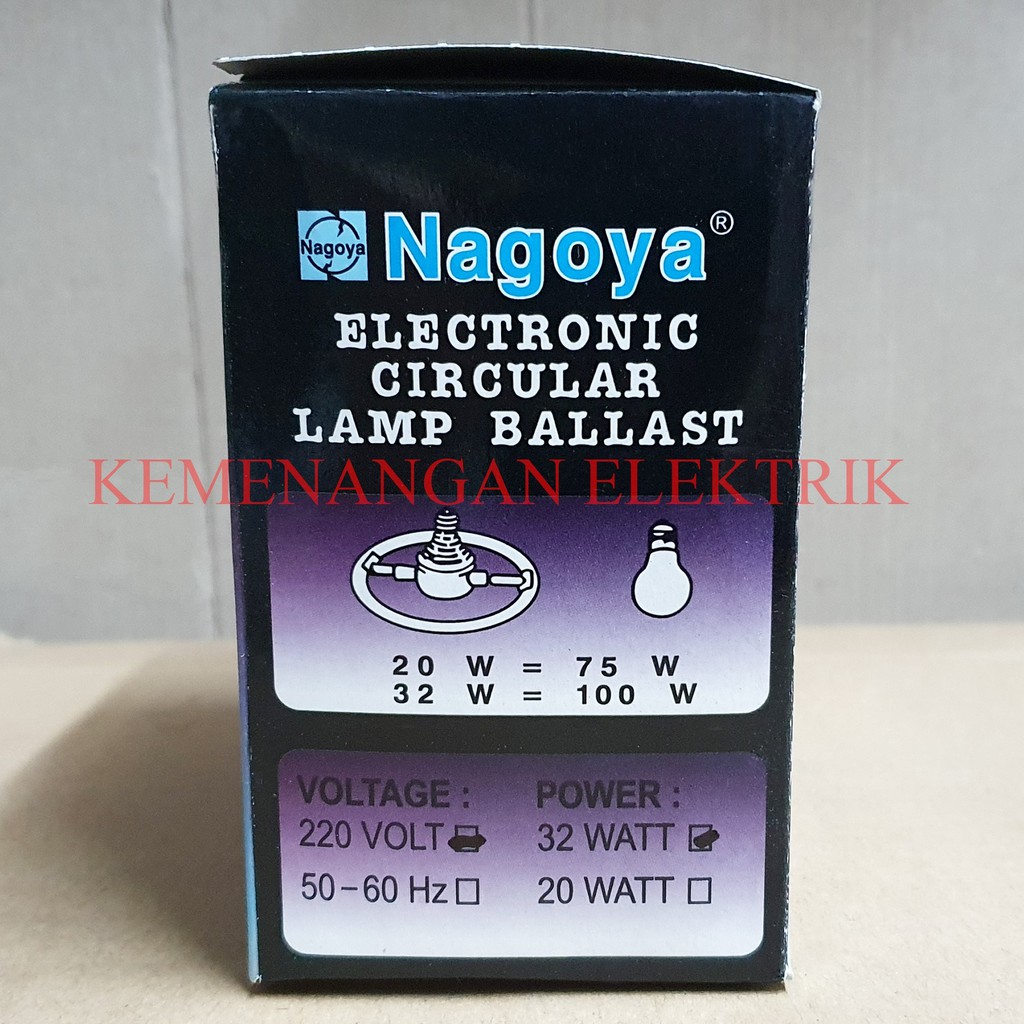 Nagoya
Nagoya®
ELECTRONIC
CIRCULAR
LAMP BALLAST
KEMENANGAN ELEKTRIK
20 W = 75 W
32 W = 100 W
VOLTAGE : POWER :
220 VOLT 32 WATT
50-60 Hz 20 WATT